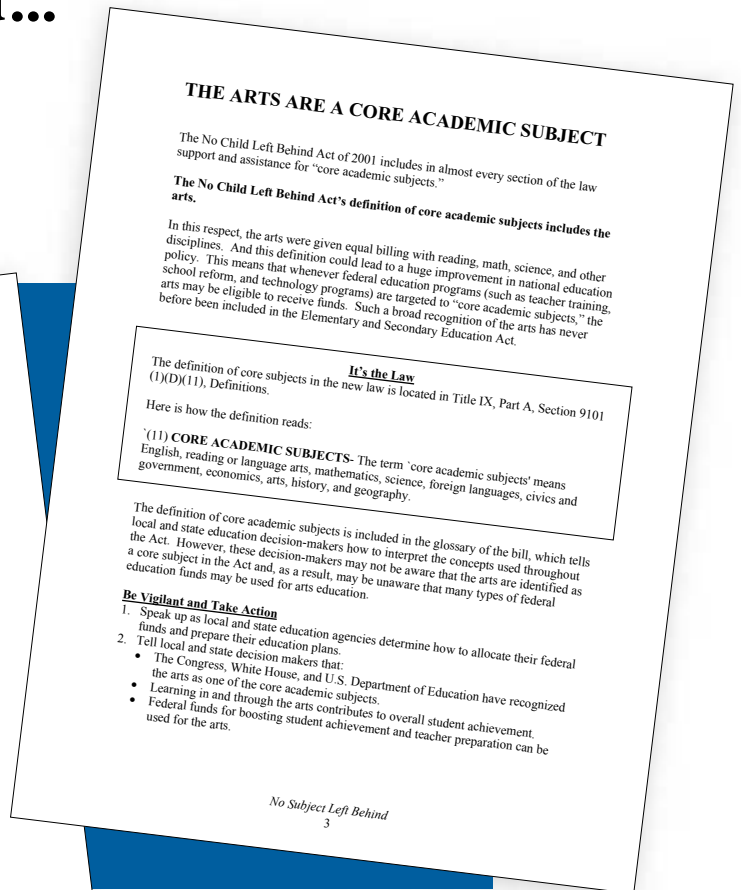 THE ARTS ARE A CORE ACADEMIC SUBJECT
The No Child Left Behind Act of 2001 includes in almost every section of the law
support and assistance for “core academic subjects.”
The No Child Left Behind Act’s definition of core academic subjects includes the
arts.
In this respect, the arts were given equal billing with reading, math, science, and other
disciplines. And this definition could lead to a huge improvement in national education
policy. This means that whenever federal education programs (such as teacher training,
school reform, and technology programs) are targeted to “core academic subjects,” the
arts may be eligible to receive funds. Such a broad recognition of the arts has never
before been included in the Elementary and Secondary Education Act.
It's the Law
The definition of core subjects in the new law is located in Title IX, Part A, Section 9101
(1)(D)(11), Definitions.
Here is how the definition reads:
`(11) CORE ACADEMIC SUBJECTS- The term `core academic subjects' means
English, reading or language arts, mathematics, science, foreign languages, civics and
government, economics, arts, history, and geography.
The definition of core academic subjects is included in the glossary of the bill, which tells
local and state education decision-makers how to interpret the concepts used throughout
the Act. However, these decision-makers may not be aware that the arts are identified as
a core subject in the Act and, as a result, may be unaware that many types of federal
education funds may be used for arts education.
Be Vigilant and Take Action
1. Speak up as local and state education agencies determine how to allocate their federal
funds and prepare their education plans.
2. Tell local and state decision makers that:
• The Congress, White House, and U.S. Department of Education have recognized
the arts as one of the core academic subjects.
• Learning in and through the arts contributes to overall student achievement.
• Federal funds for boosting student achievement and teacher preparation can be
used for the arts.
No Subject Left Behind
3